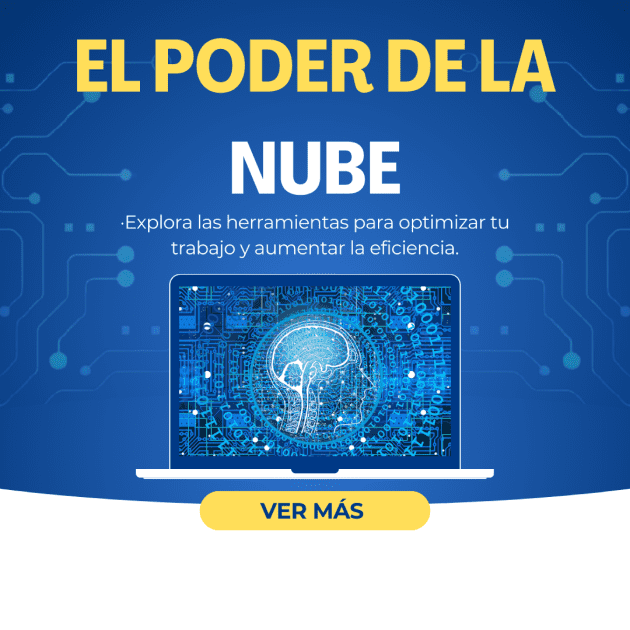 EL PODER DE LA
NUBE
·Explora las herramientas para optimizar tu
trabajo y aumentar la eficiencia.
VER MÁS